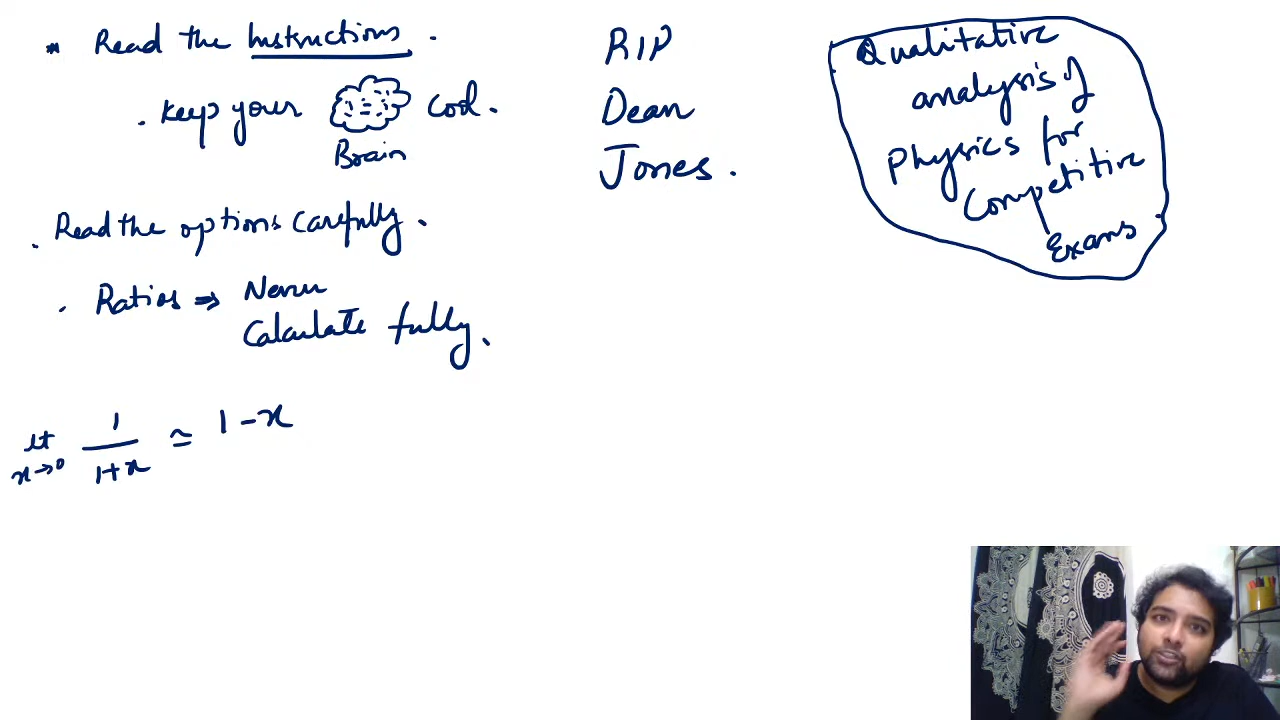 * Read the Instructions .
. Keep your cool.
Brain
. Read the options carefully.
. Ratios ⇒ Never
Calculate fully.
lt x→0 1/(1+x) ≃ 1-x
RIP
Dean
Jones.
Qualitative
analysis of
Physics for
Competitive
Exams